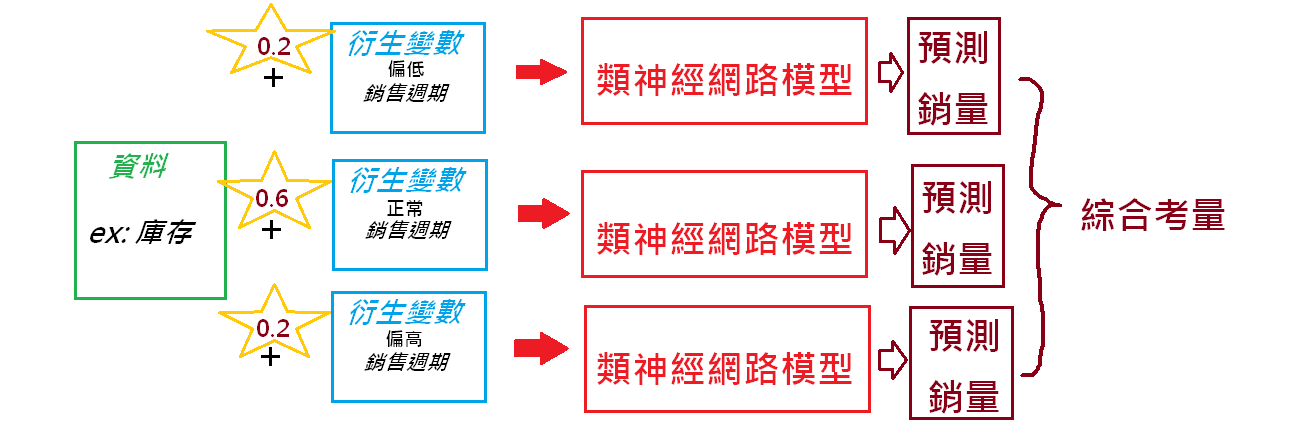 資料
ex: 庫存
0.2
+
衍生變數
偏低
銷售週期
類神經網路模型
預測
銷量
0.6
+
衍生變數
正常
銷售週期
類神經網路模型
預測
銷量
0.2
+
衍生變數
偏高
銷售週期
類神經網路模型
預測
銷量
綜合考量